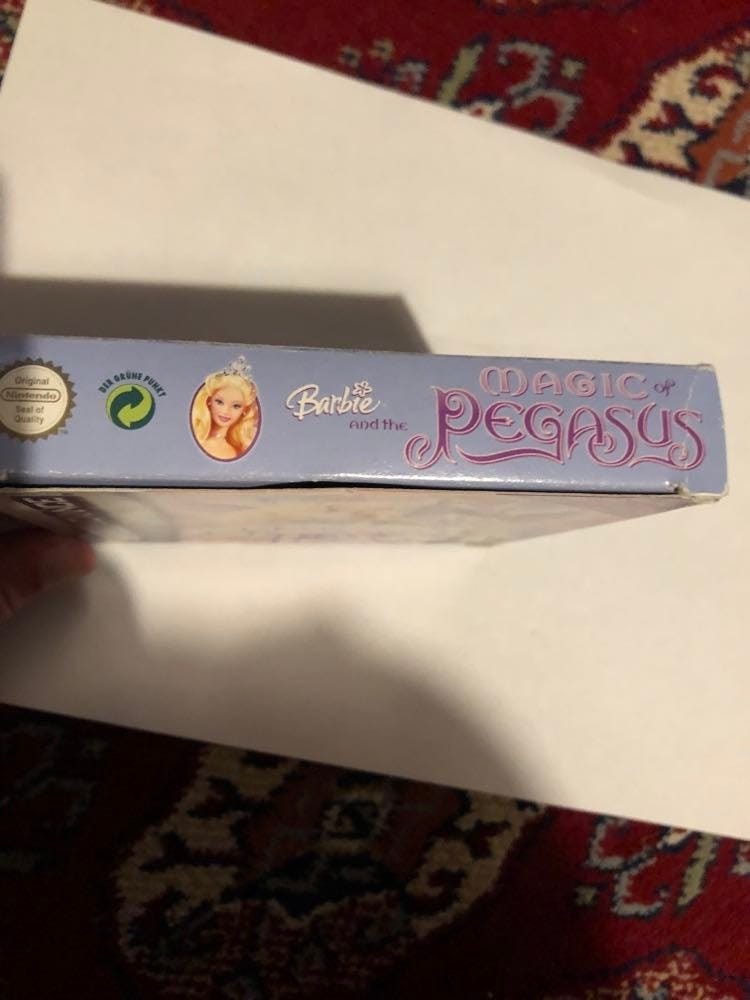 Original
Nintendo
Seal of
Quality
DER GRÜNE PUNKT
Barbie
and the
MAGIC of
PEGASUS